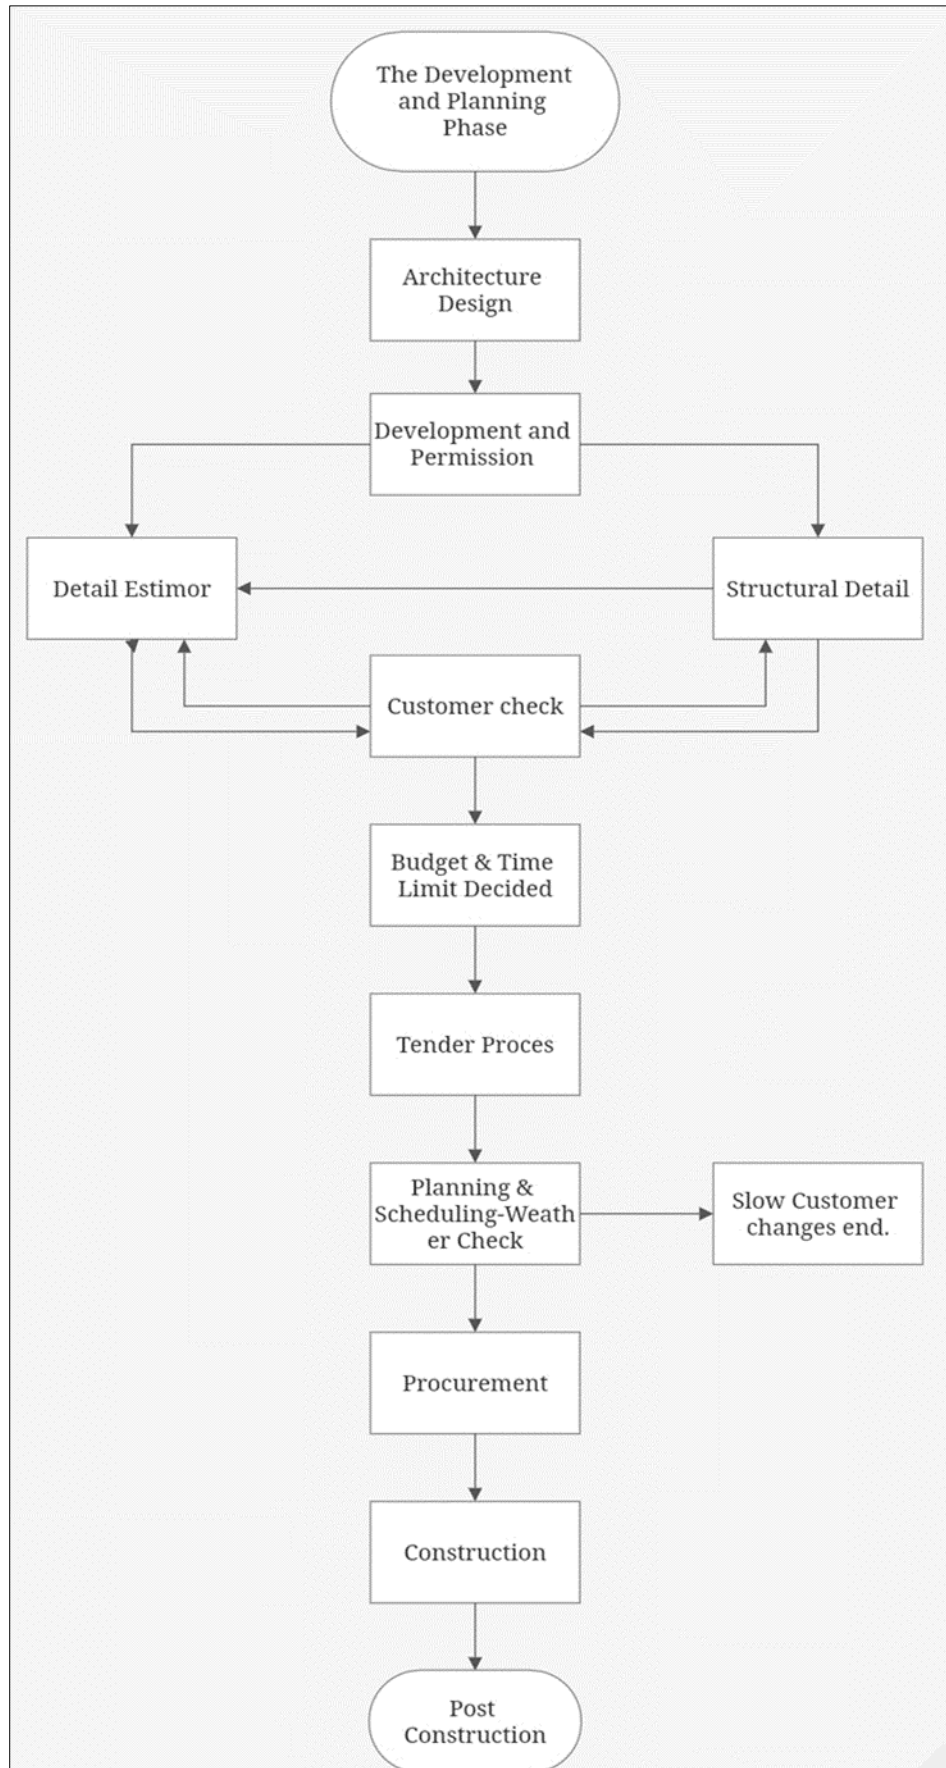 The Development
and Planning
Phase
Architecture
Design
Development and
Permission
Detail Estimor
Structural Detail
Customer check
Budget & Time
Limit Decided
Tender Proces
Planning &
Scheduling-Weath
er Check
Slow Customer
changes end.
Procurement
Construction
Post
Construction